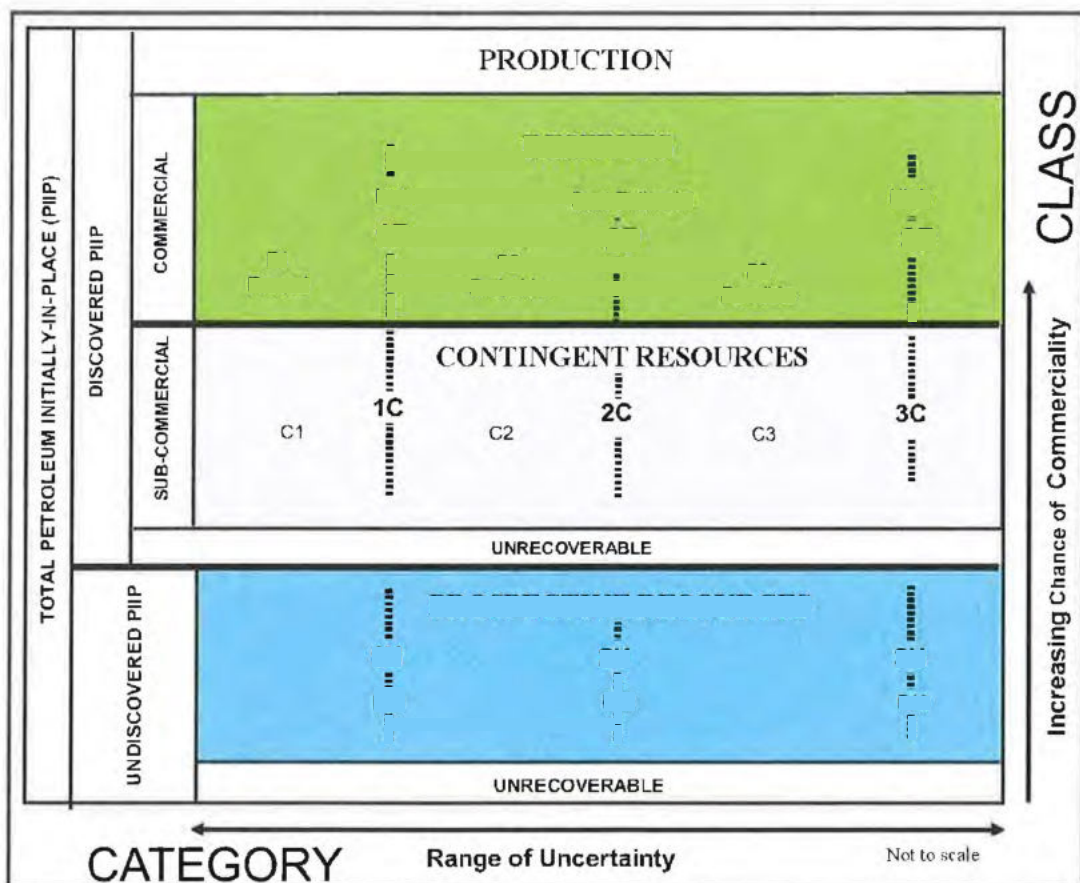 PRODUCTION
TOTAL PETROLEUM INITIALLY-IN-PLACE (PIIP)
DISCOVERED PIIP
COMMERCIAL
SUB-COMMERCIAL
CONTINGENT RESOURCES
1C
2C
3C
C1
C2
C3
UNRECOVERABLE
UNDISCOVERED PIIP
UNRECOVERABLE
CLASS
Increasing Chance of Commerciality
CATEGORY
Range of Uncertainty
Not to scale